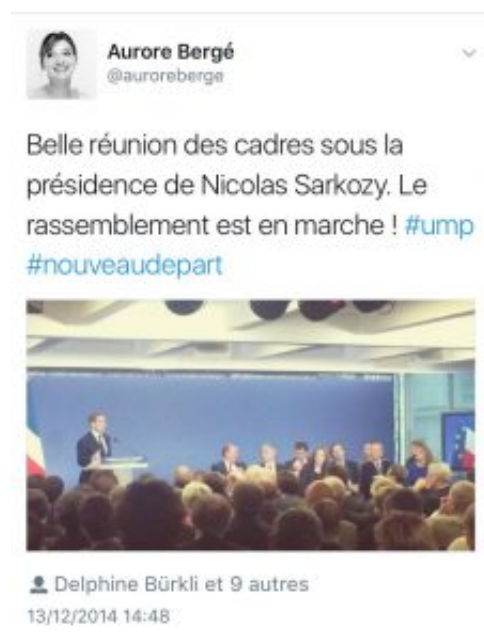 Aurore Bergé
@auroreberge
Belle réunion des cadres sous la
présidence de Nicolas Sarkozy. Le
rassemblement est en marche ! #ump
#nouveaudepart
Delphine Bürkli et 9 autres
13/12/2014 14:48